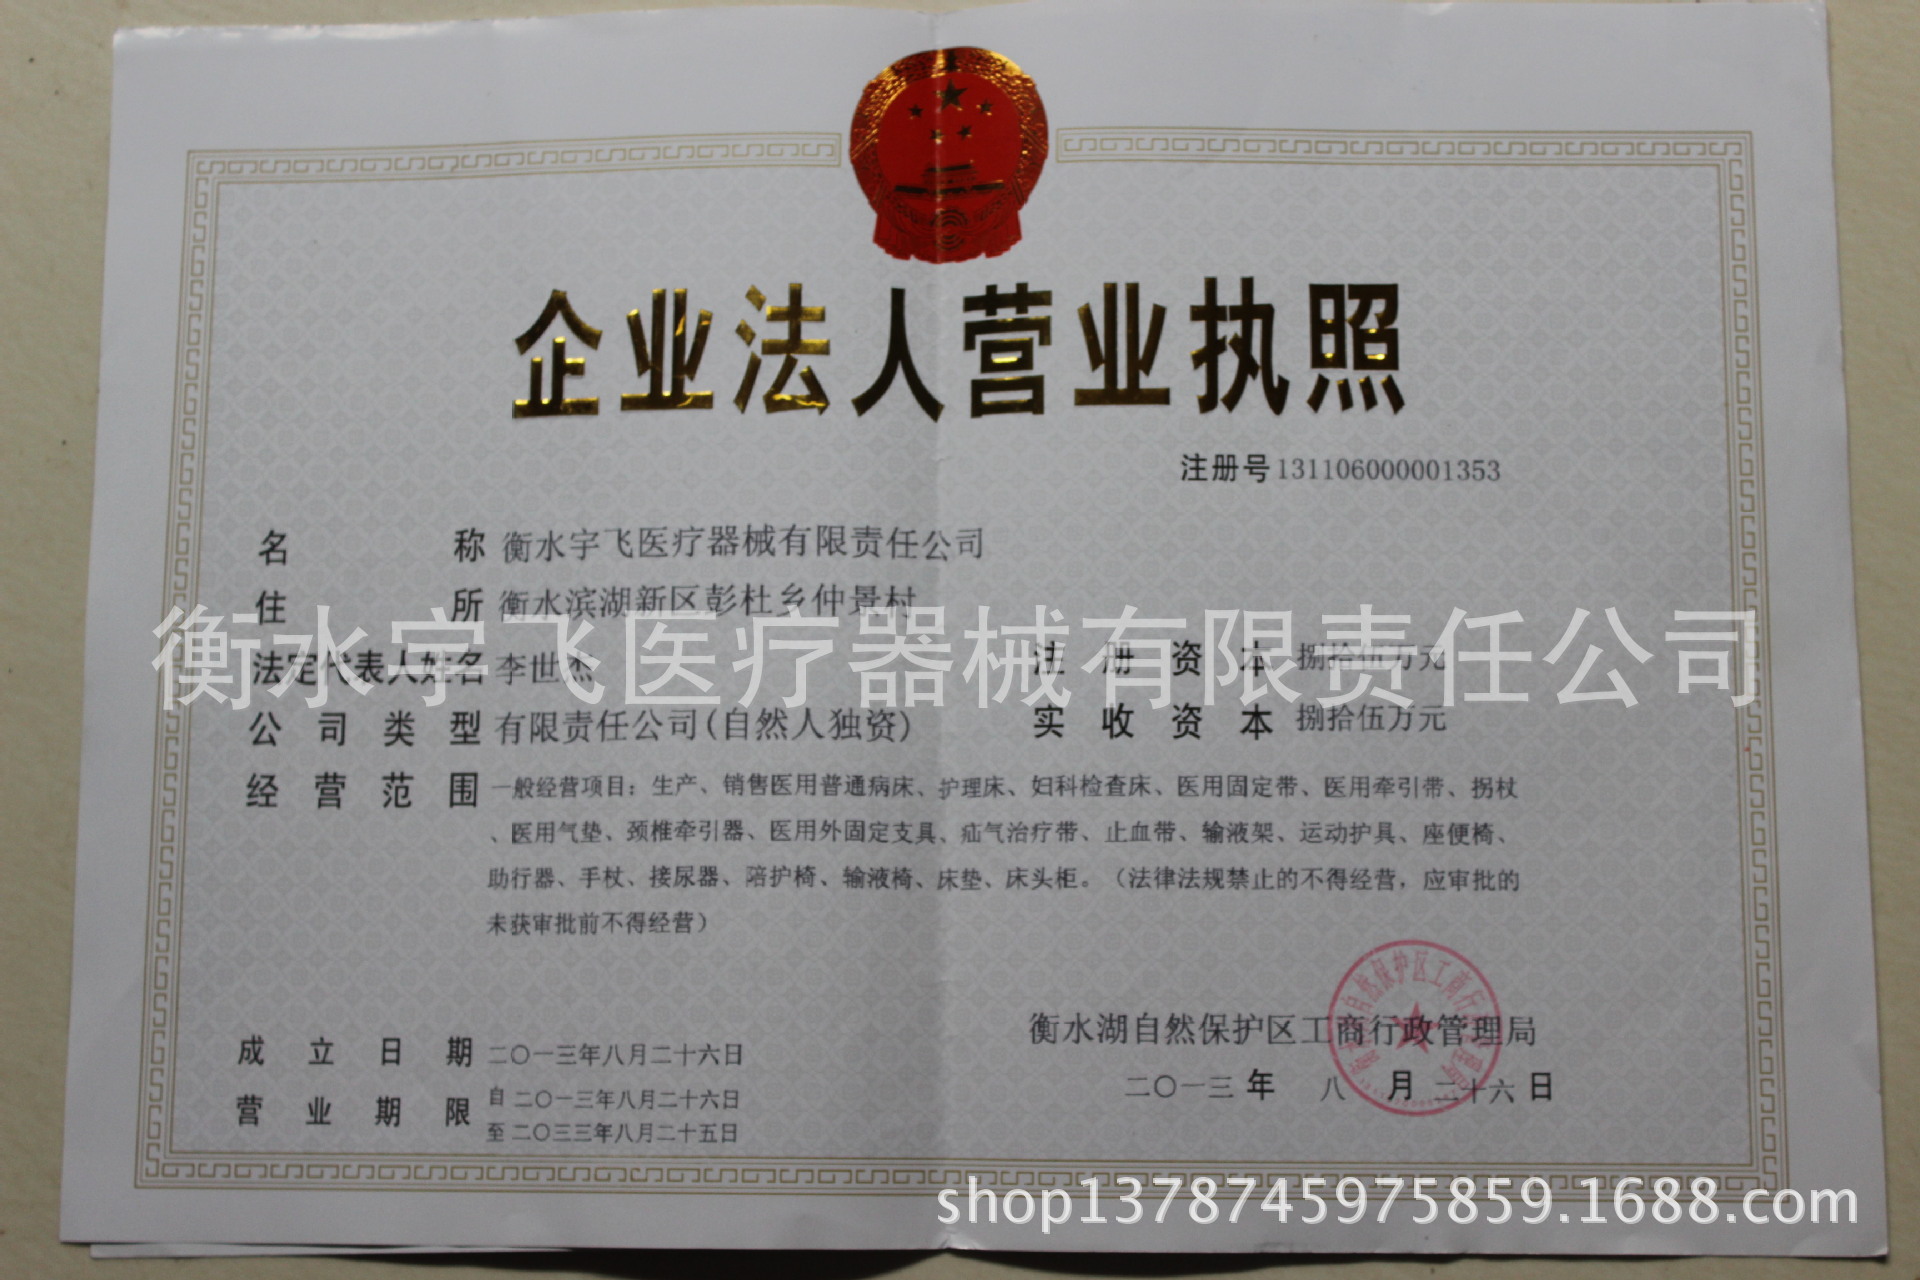 企业法人营业执照
注册号 131106000001353
名称 衡水宇飞医疗器械有限责任公司
住所 衡水滨湖新区彭杜乡仲景村
衡水宇飞医疗器械有限责任公司
法定代表人姓名 李世杰
注册资本 捌拾伍万元
公司类型 有限责任公司(自然人独资)
实收资本 捌拾伍万元
经营范围 一般经营项目：生产、销售医用普通病床、护理床、妇科检查床、医用固定带、医用牵引带、拐杖
、医用气垫、颈椎牵引器、医用外固定支具、疝气治疗带、止血带、输液架、运动护具、座便椅、
助行器、手杖、接尿器、陪护椅、输液椅、床垫、床头柜。（法律法规禁止的不得经营，应审批的
未获审批前不得经营）
成立日期 二〇一三年八月二十六日
营业期限 自 二〇一三年八月二十六日
至 二〇三三年八月二十五日
衡水湖自然保护区工商行政管理局
二〇一三 年 八 月 二十六 日
shop1378745975859.1688.com